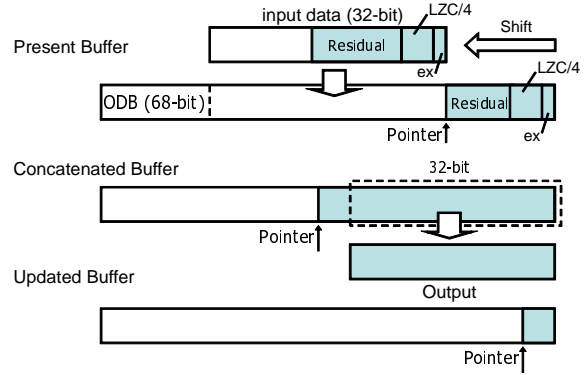 input data (32-bit)
LZC/4
Present Buffer
Residual
Shift
ex
LZC/4
ODB (68-bit)
Residual
Pointer
ex
Concatenated Buffer
32-bit
Pointer
Updated Buffer
Output
Pointer